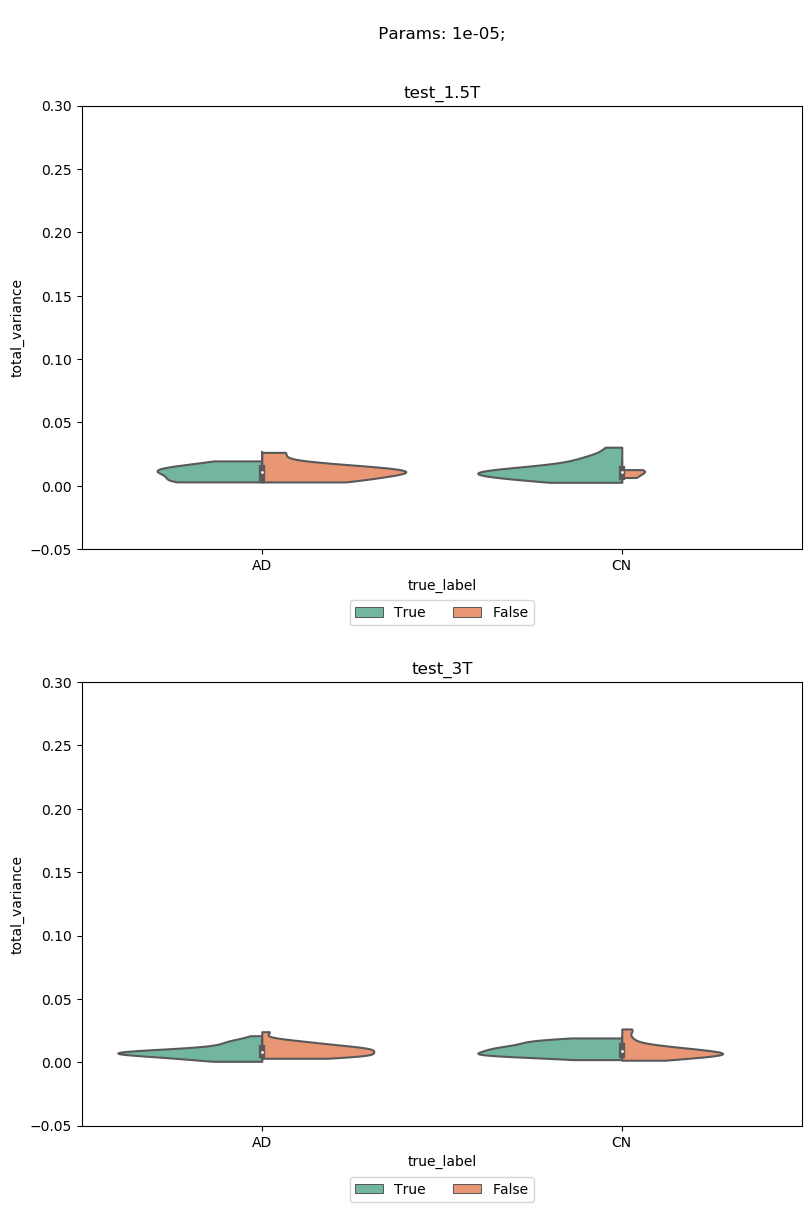 Params: 1e-05;
test_1.5T
0.30
0.25
0.20
0.15
0.10
0.05
0.00
−0.05
total_variance
AD CN
true_label
True False
test_3T
0.30
0.25
0.20
0.15
0.10
0.05
0.00
−0.05
total_variance
AD CN
true_label
True False